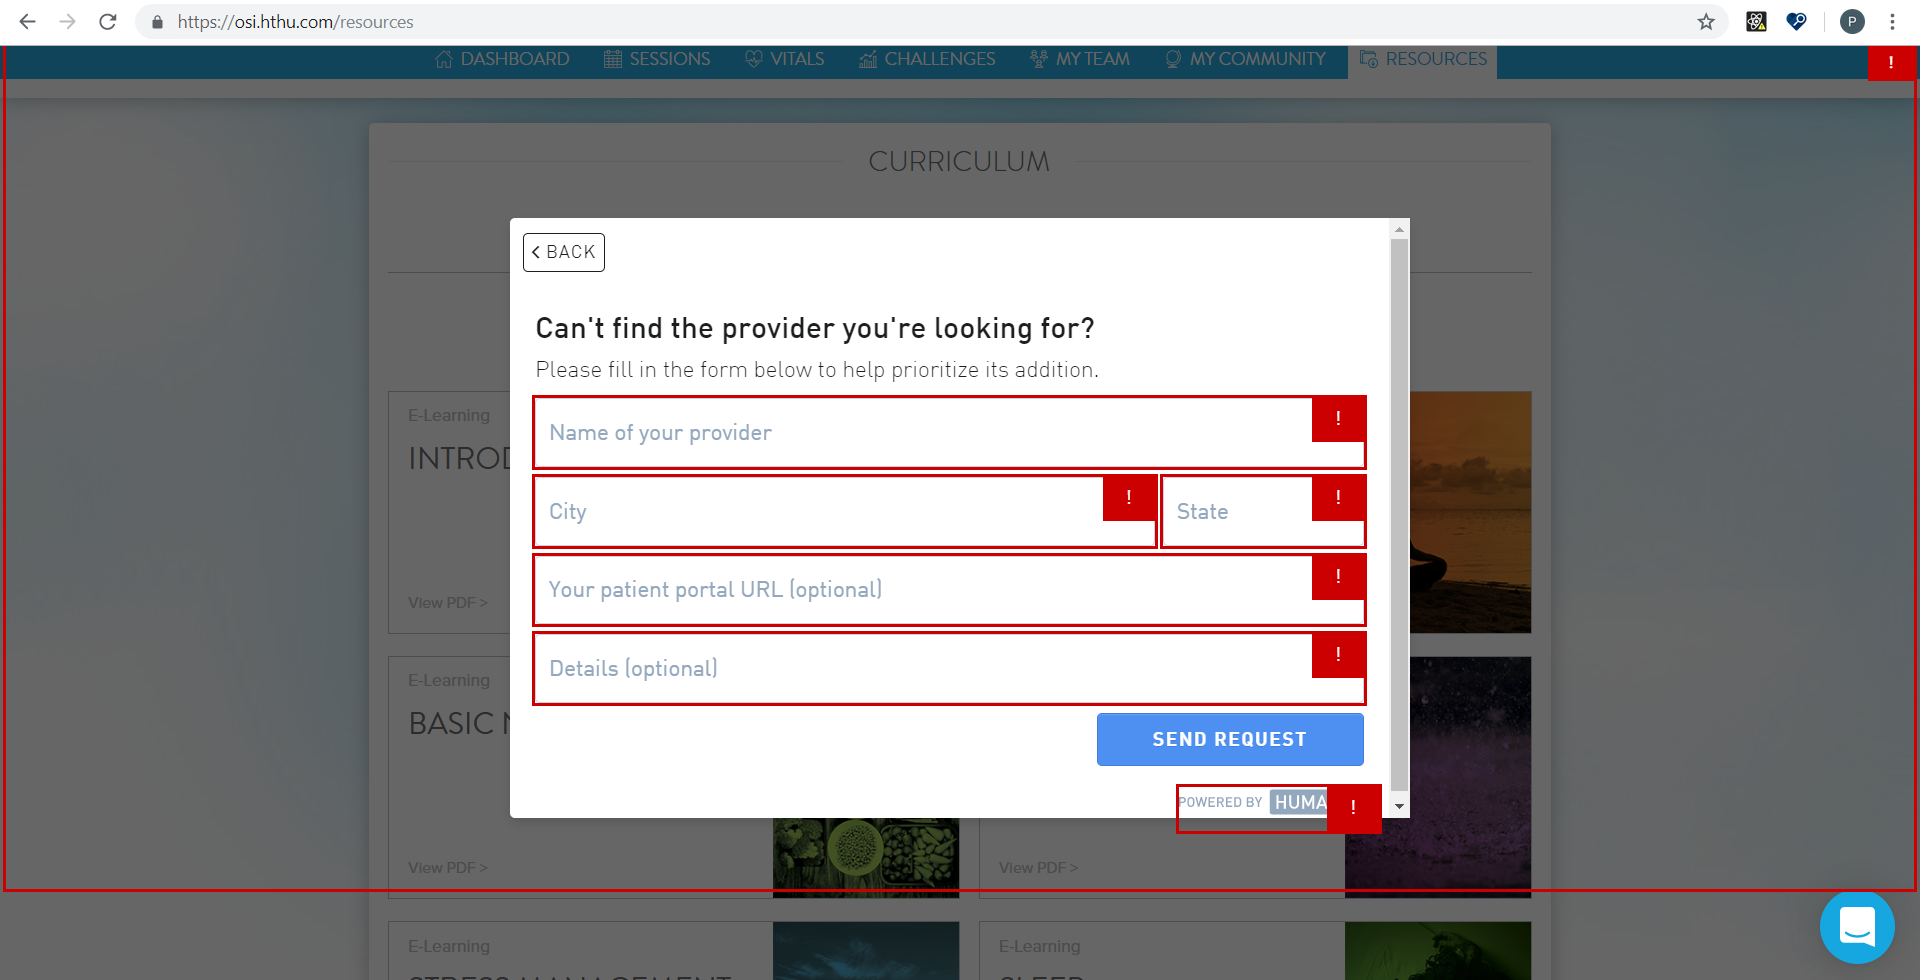 https://osi.hthu.com/resources
P
DASHBOARD SESSIONS VITALS CHALLENGES MY TEAM MY COMMUNITY RESOURCES
!
CURRICULUM
BACK
Can't find the provider you're looking for?
Please fill in the form below to help prioritize its addition.
Name of your provider !
City ! State !
Your patient portal URL (optional) !
Details (optional) !
SEND REQUEST
POWERED BY HUMA !
E-Learning
INTROD
View PDF >
E-Learning
BASIC
View PDF > View PDF >
E-Learning E-Learning
STRESS MANAGEMENT SLEEP